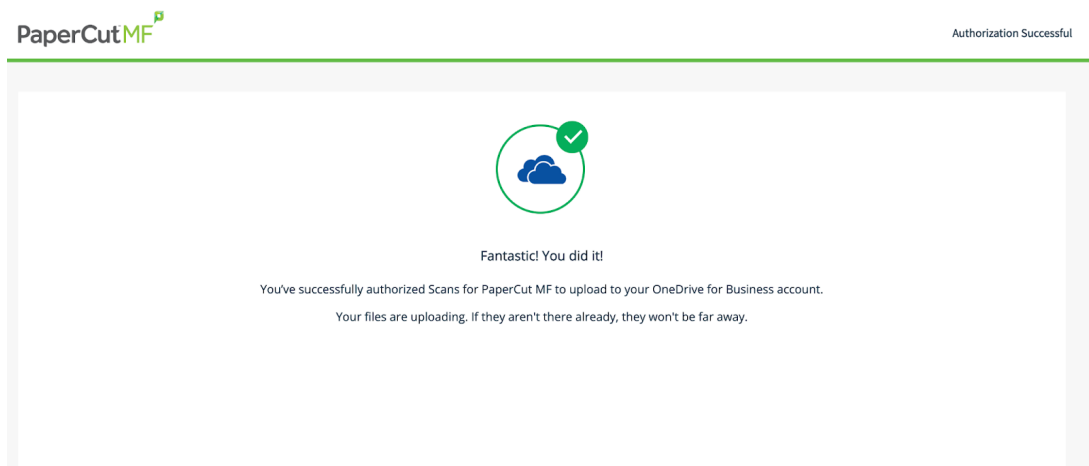 PaperCut MF
Authorization Successful
Fantastic! You did it!
You've successfully authorized Scans for PaperCut MF to upload to your OneDrive for Business account.
Your files are uploading. If they aren't there already, they won't be far away.